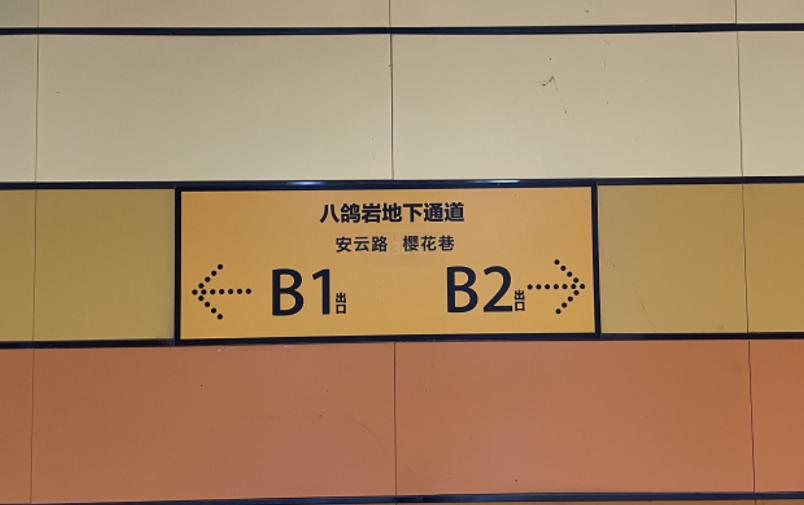 八鸽岩地下通道
安云路 樱花巷
B1出口
B2出口